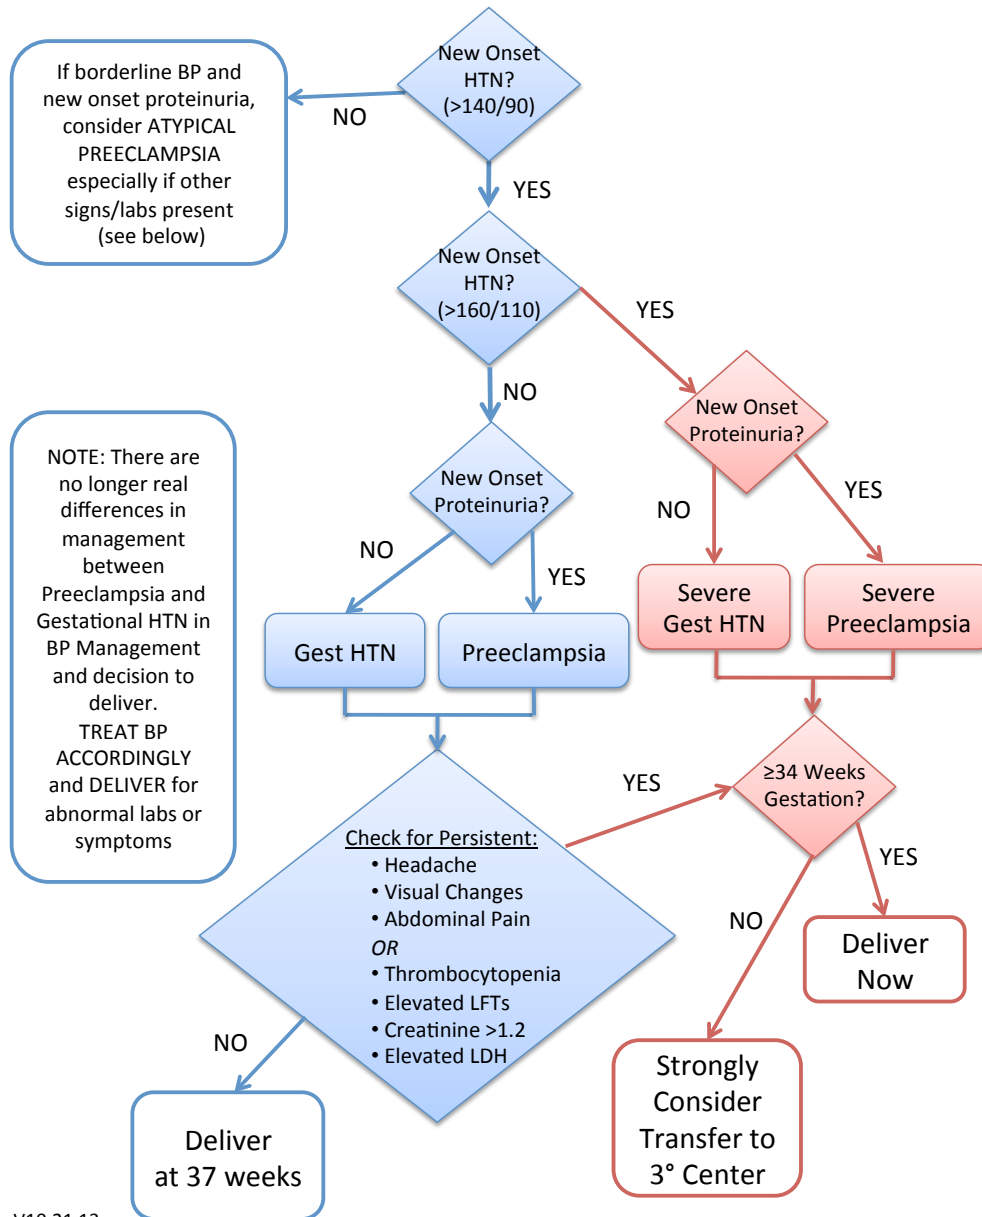 New Onset
HTN?
(>140/90)
If borderline BP and
new onset proteinuria,
consider ATYPICAL
PREECLAMPSIA
especially if other
signs/labs present
(see below)
NO
YES
New Onset
HTN?
(>160/110)
YES
NO
New Onset
Proteinuria?
NO
YES
New Onset
Proteinuria?
NO
YES
NOTE: There are
no longer real
differences in
management
between
Preeclampsia and
Gestational HTN in
BP Management
and decision to
deliver.
TREAT BP
ACCORDINGLY
and DELIVER for
abnormal labs or
symptoms
Gest HTN
Preeclampsia
Severe
Gest HTN
Severe
Preeclampsia
≥34 Weeks
Gestation?
YES
Check for Persistent:
• Headache
• Visual Changes
• Abdominal Pain
OR
• Thrombocytopenia
• Elevated LFTs
• Creatinine >1.2
• Elevated LDH
YES
NO
Deliver
Now
NO
Deliver
at 37 weeks
Strongly
Consider
Transfer to
3° Center